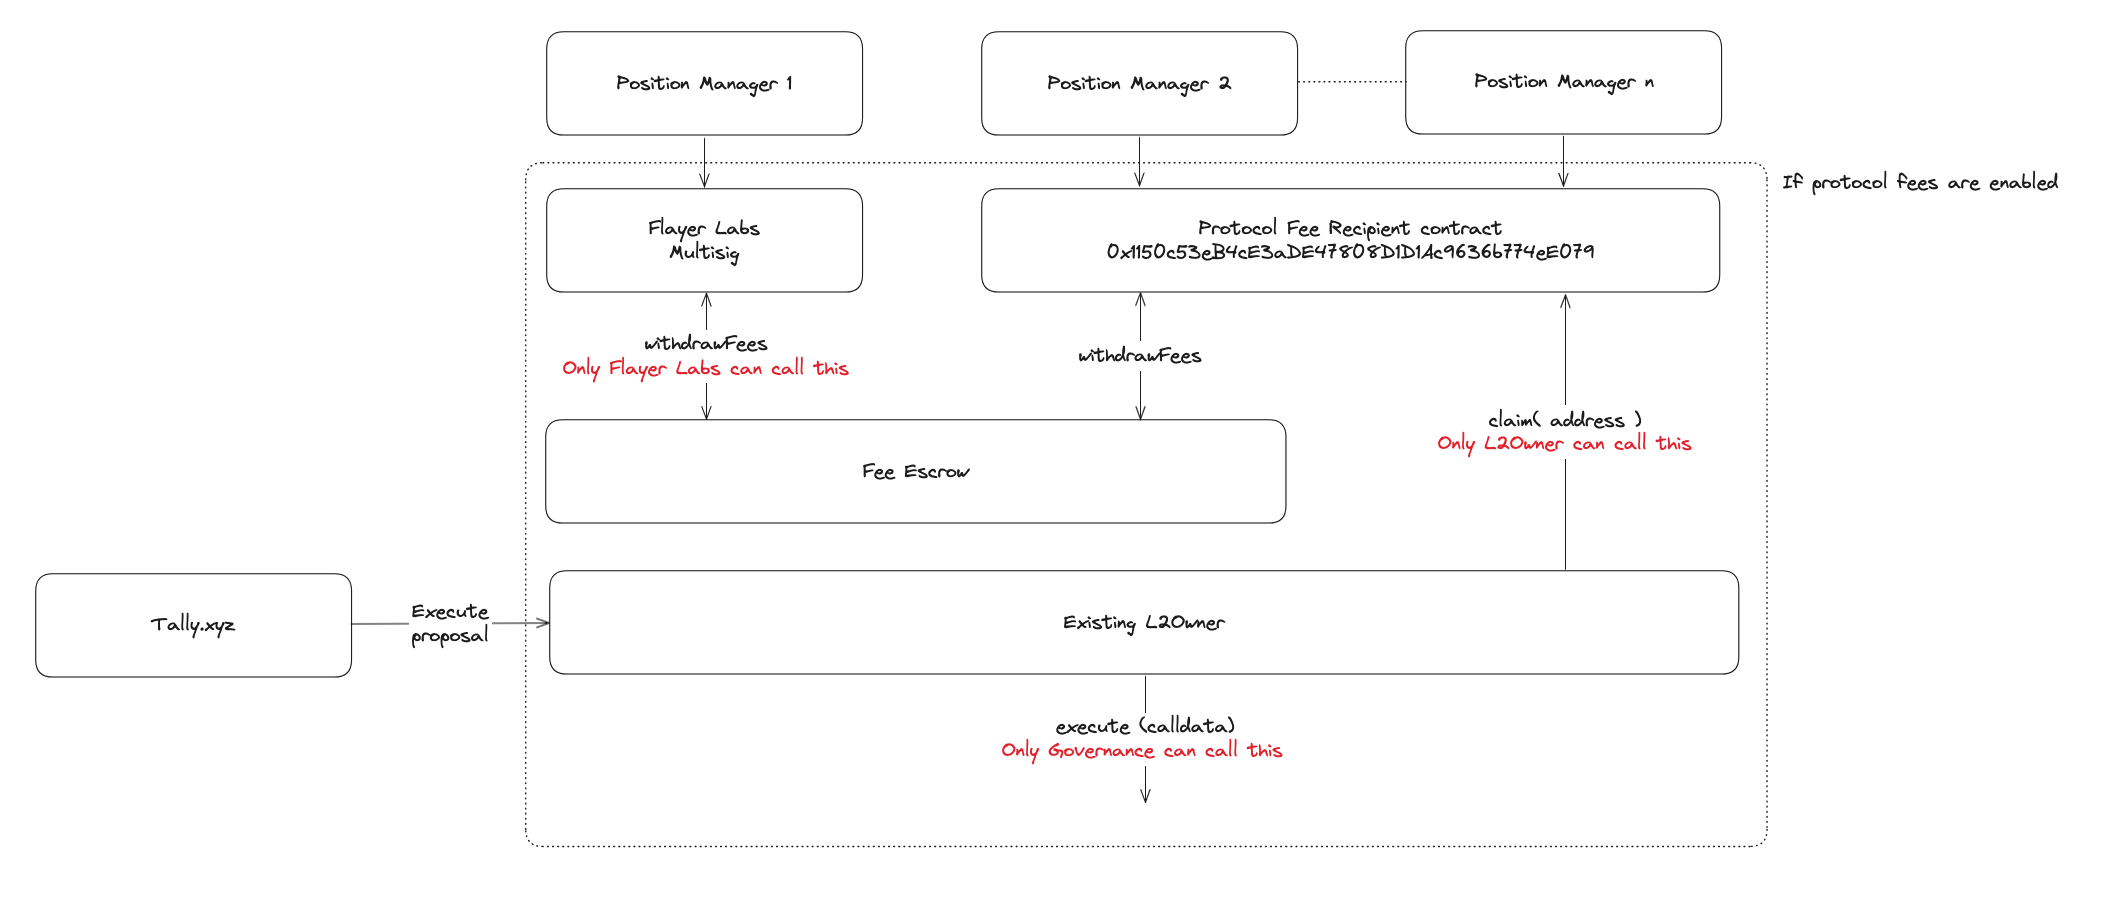 Position Manager 1
Position Manager 2
Position Manager n
If protocol fees are enabled
Flayer Labs
Multisig
Protocol Fee Recipient contract
0x1150c53eB4cE3aDE47808D1D1Ac9636b774eE079
withdrawFees
Only Flayer Labs can call this
withdrawFees
claim( address )
Only L2Owner can call this
Fee Escrow
Tally.xyz
Execute
proposal
Existing L2Owner
execute (calldata)
Only Governance can call this